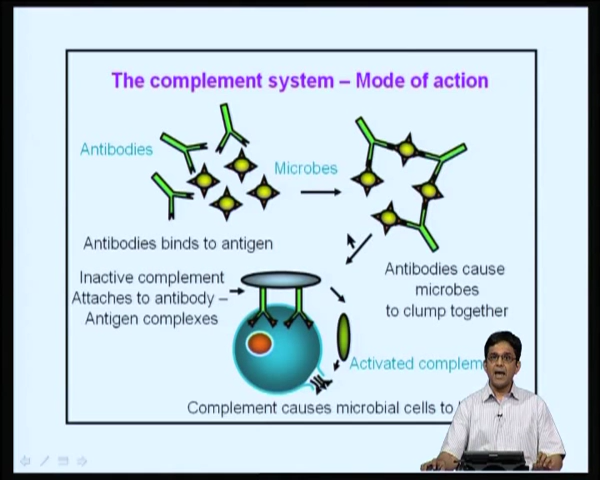 The complement system – Mode of action
Antibodies
Microbes
Antibodies binds to antigen
Antibodies cause
microbes
to clump together
Inactive complement
Attaches to antibody –
Antigen complexes
Activated
Complement causes microbial cells to